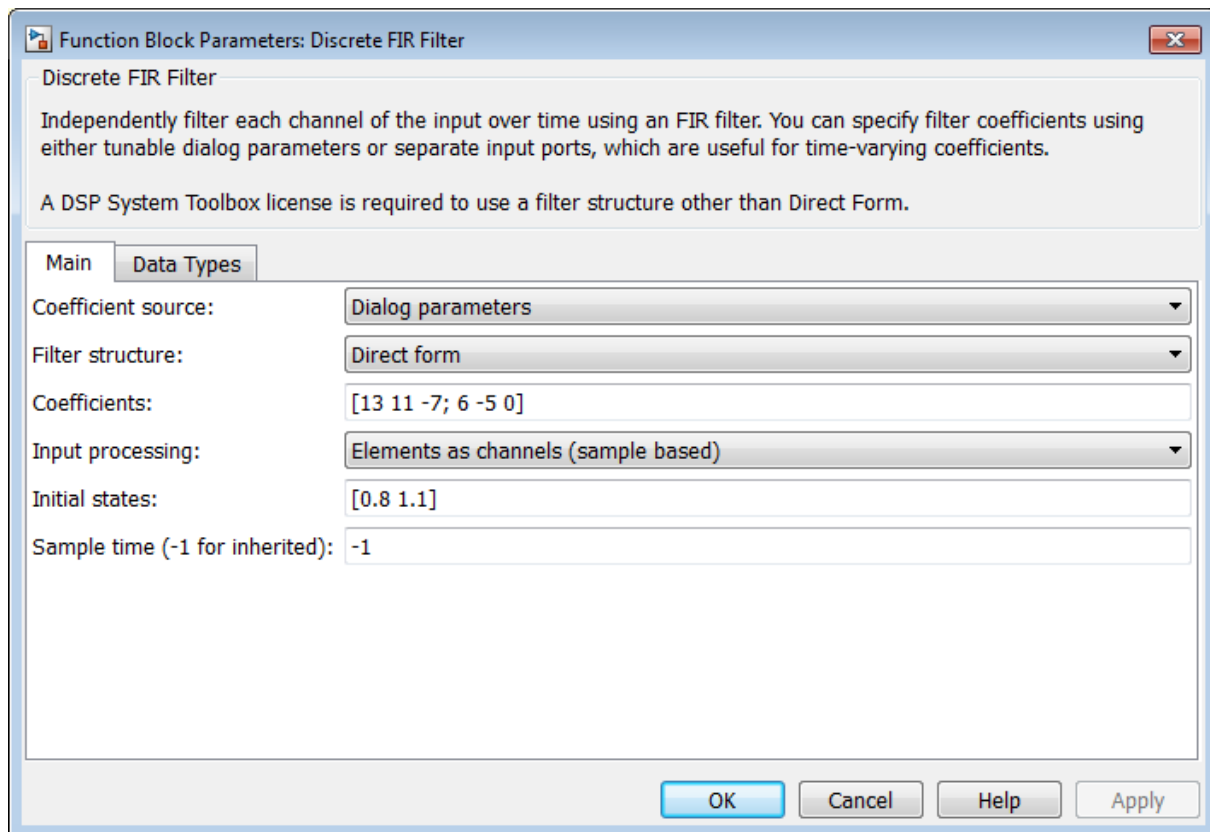 Function Block Parameters: Discrete FIR Filter
Discrete FIR Filter
Independently filter each channel of the input over time using an FIR filter. You can specify filter coefficients using
either tunable dialog parameters or separate input ports, which are useful for time-varying coefficients.
A DSP System Toolbox license is required to use a filter structure other than Direct Form.
Main Data Types
Coefficient source: Dialog parameters
Filter structure: Direct form
Coefficients: [13 11 -7; 6 -5 0]
Input processing: Elements as channels (sample based)
Initial states: [0.8 1.1]
Sample time (-1 for inherited): -1
OK Cancel Help Apply